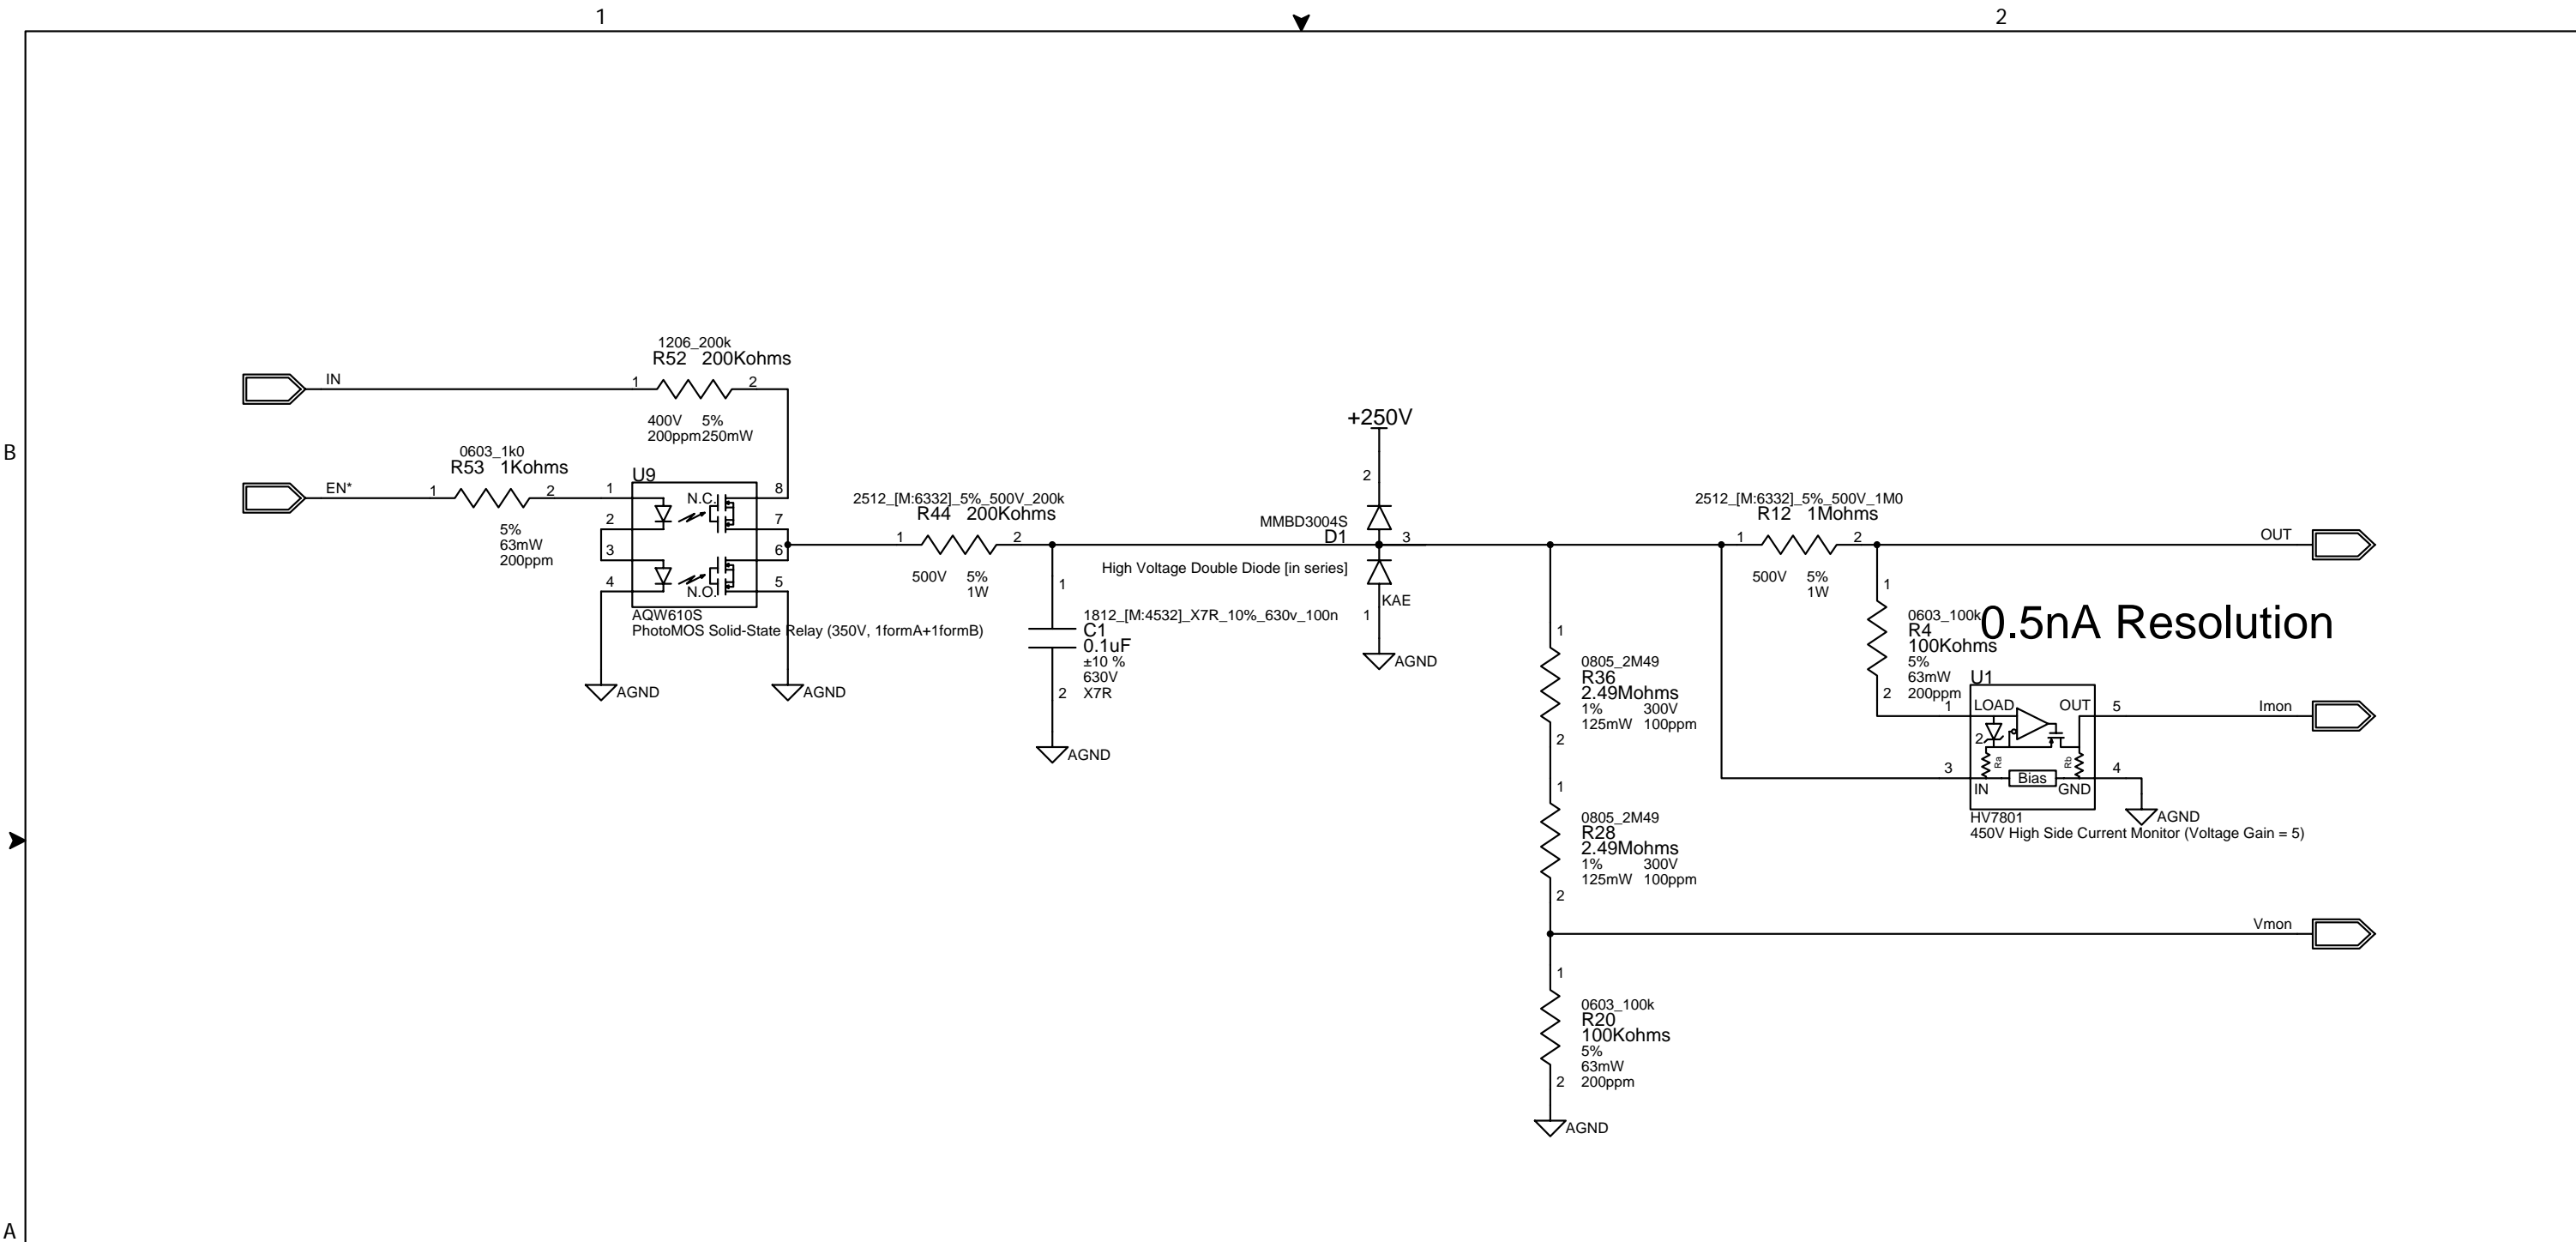 1
2
B
A
1206_200k
R52 200Kohms
IN
1
2
400V 5%
200ppm250mW
0603_1k0
R53 1Kohms
EN*
1
2
5%
63mW
200ppm
U9
1
2
3
4
N.C.
N.O.
8
7
6
5
AQW610S
PhotoMOS Solid-State Relay (350V, 1formA+1formB)
AGND
AGND
2512_[M:6332]_5%_500V_200k
R44 200Kohms
1
2
500V 5%
1W
1
1812_[M:4532]_X7R_10%_630v_100n
C1
0.1uF
±10 %
630V
2 X7R
AGND
+250V
2
MMBD3004S
D1
3
High Voltage Double Diode [in series]
KAE
1
AGND
1
0805_2M49
R36
2.49Mohms
1% 300V
125mW 100ppm
2
1
0805_2M49
R28
2.49Mohms
1% 300V
125mW 100ppm
2
1
0603_100k
R20
100Kohms
5%
63mW
2 200ppm
AGND
2512_[M:6332]_5%_500V_1M0
R12 1Mohms
1
2
500V 5%
1W
OUT
1
0603_100k
R4
100Kohms
5%
63mW
2 200ppm
0.5nA Resolution
U1
1
LOAD
OUT
5
Imon
2
Ra
Rb
3
Bias
4
IN
GND
AGND
HV7801
450V High Side Current Monitor (Voltage Gain = 5)
Vmon